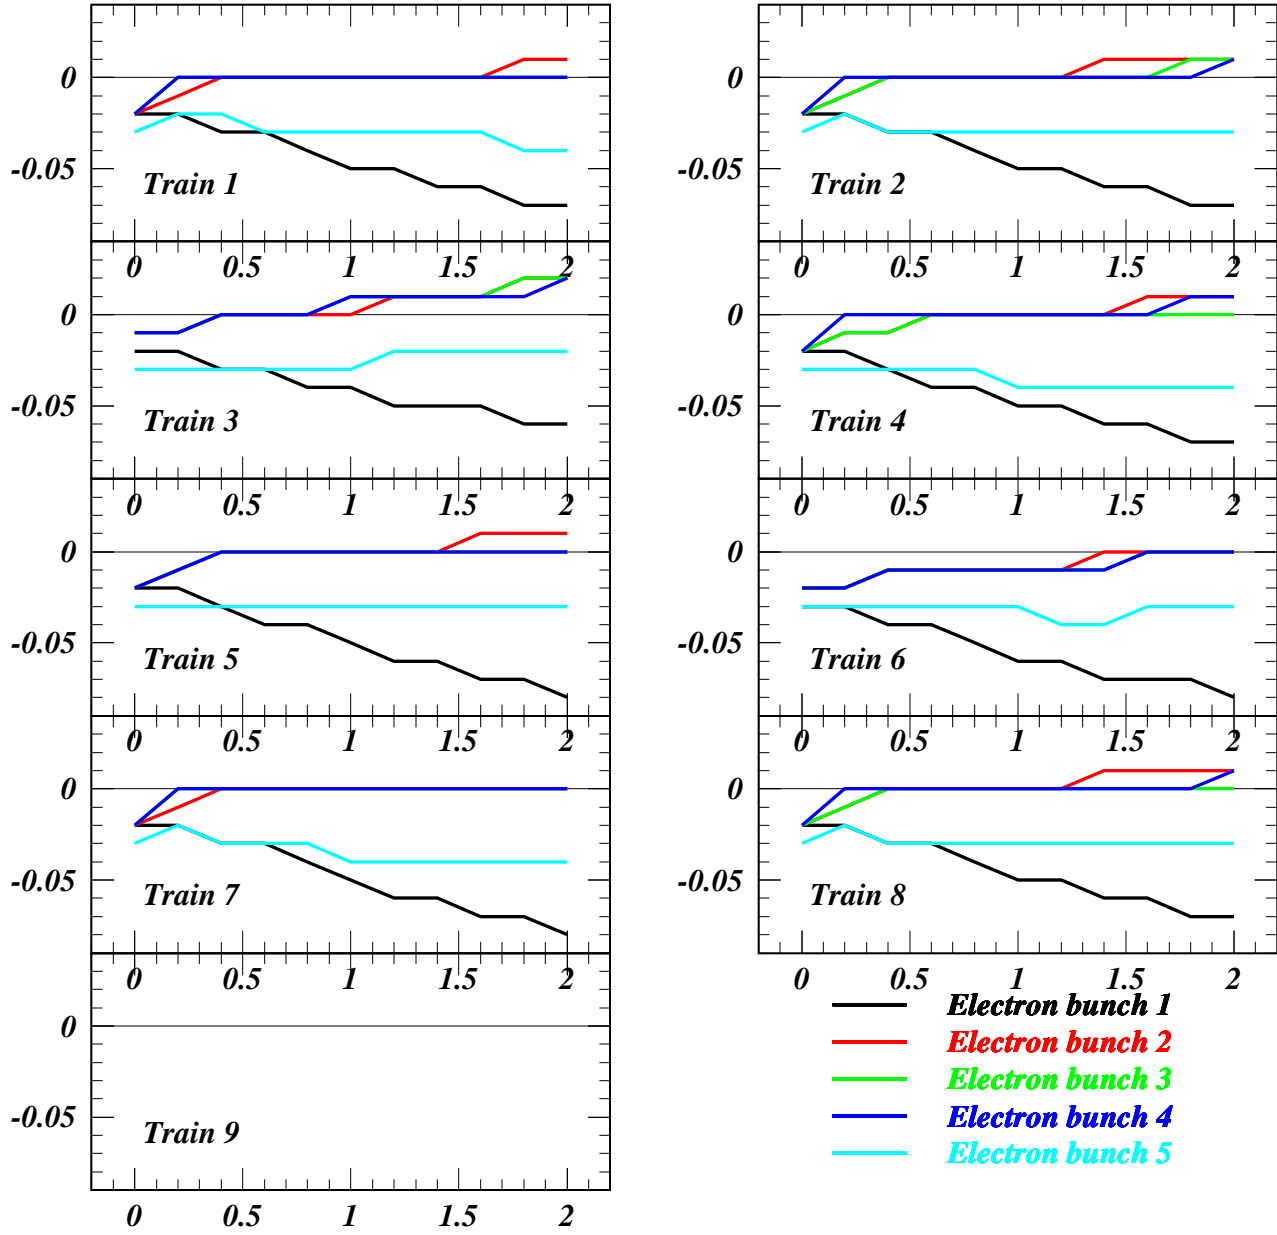 0
-0.05
Train 1
0 0.5 1 1.5 2
0
-0.05
Train 2
0 0.5 1 1.5 2
0
-0.05
Train 3
0 0.5 1 1.5 2
0
-0.05
Train 4
0 0.5 1 1.5 2
0
-0.05
Train 5
0 0.5 1 1.5 2
0
-0.05
Train 6
0 0.5 1 1.5 2
0
-0.05
Train 7
0 0.5 1 1.5 2
0
-0.05
Train 8
0 0.5 1 1.5 2
0
-0.05
Train 9
0 0.5 1 1.5 2
Electron bunch 1
Electron bunch 2
Electron bunch 3
Electron bunch 4
Electron bunch 5